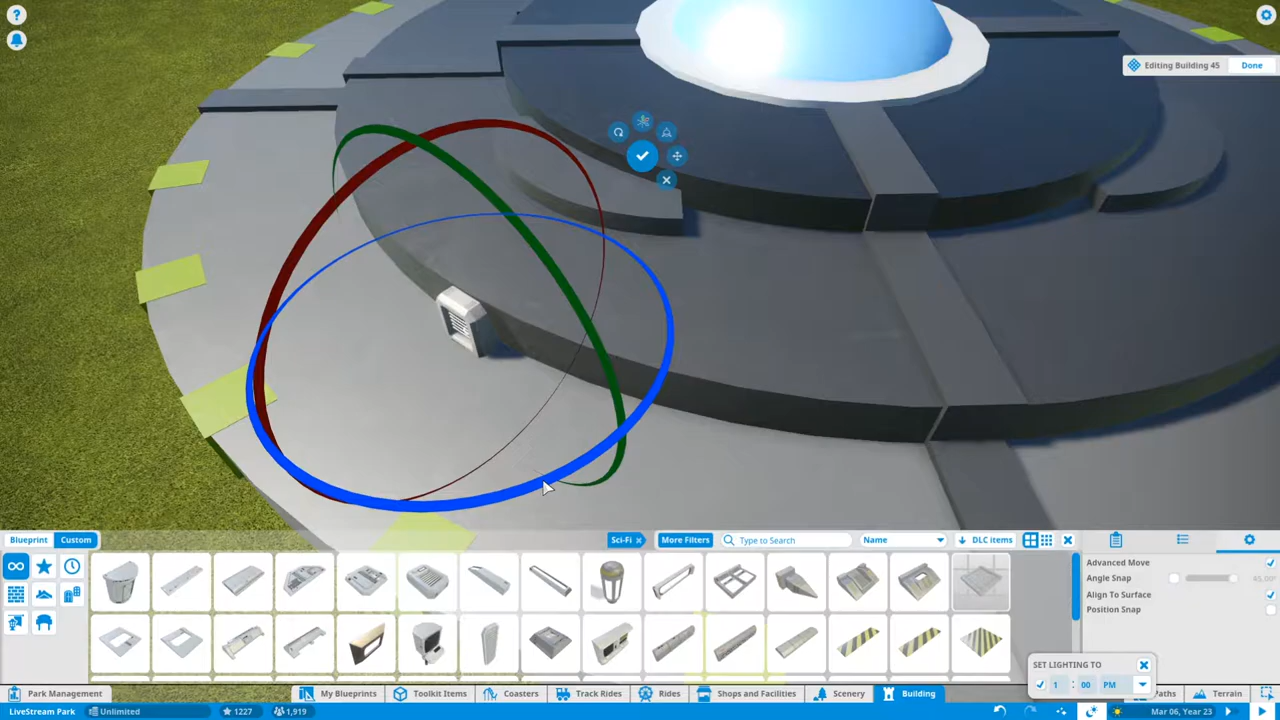 Editing Building 45 Done
Blueprint Custom Sci-Fi More Filters Type to Search Name DLC items
Advanced Move
Angle Snap 45.00°
Align To Surface
Position Snap
SET LIGHTING TO
1 : 00 PM
Park Management My Blueprints Toolkit Items Coasters Track Rides Rides Shops and Facilities Scenery Building Paths Terrain
LiveStream Park Unlimited 1227 1,919 Mar 06, Year 23